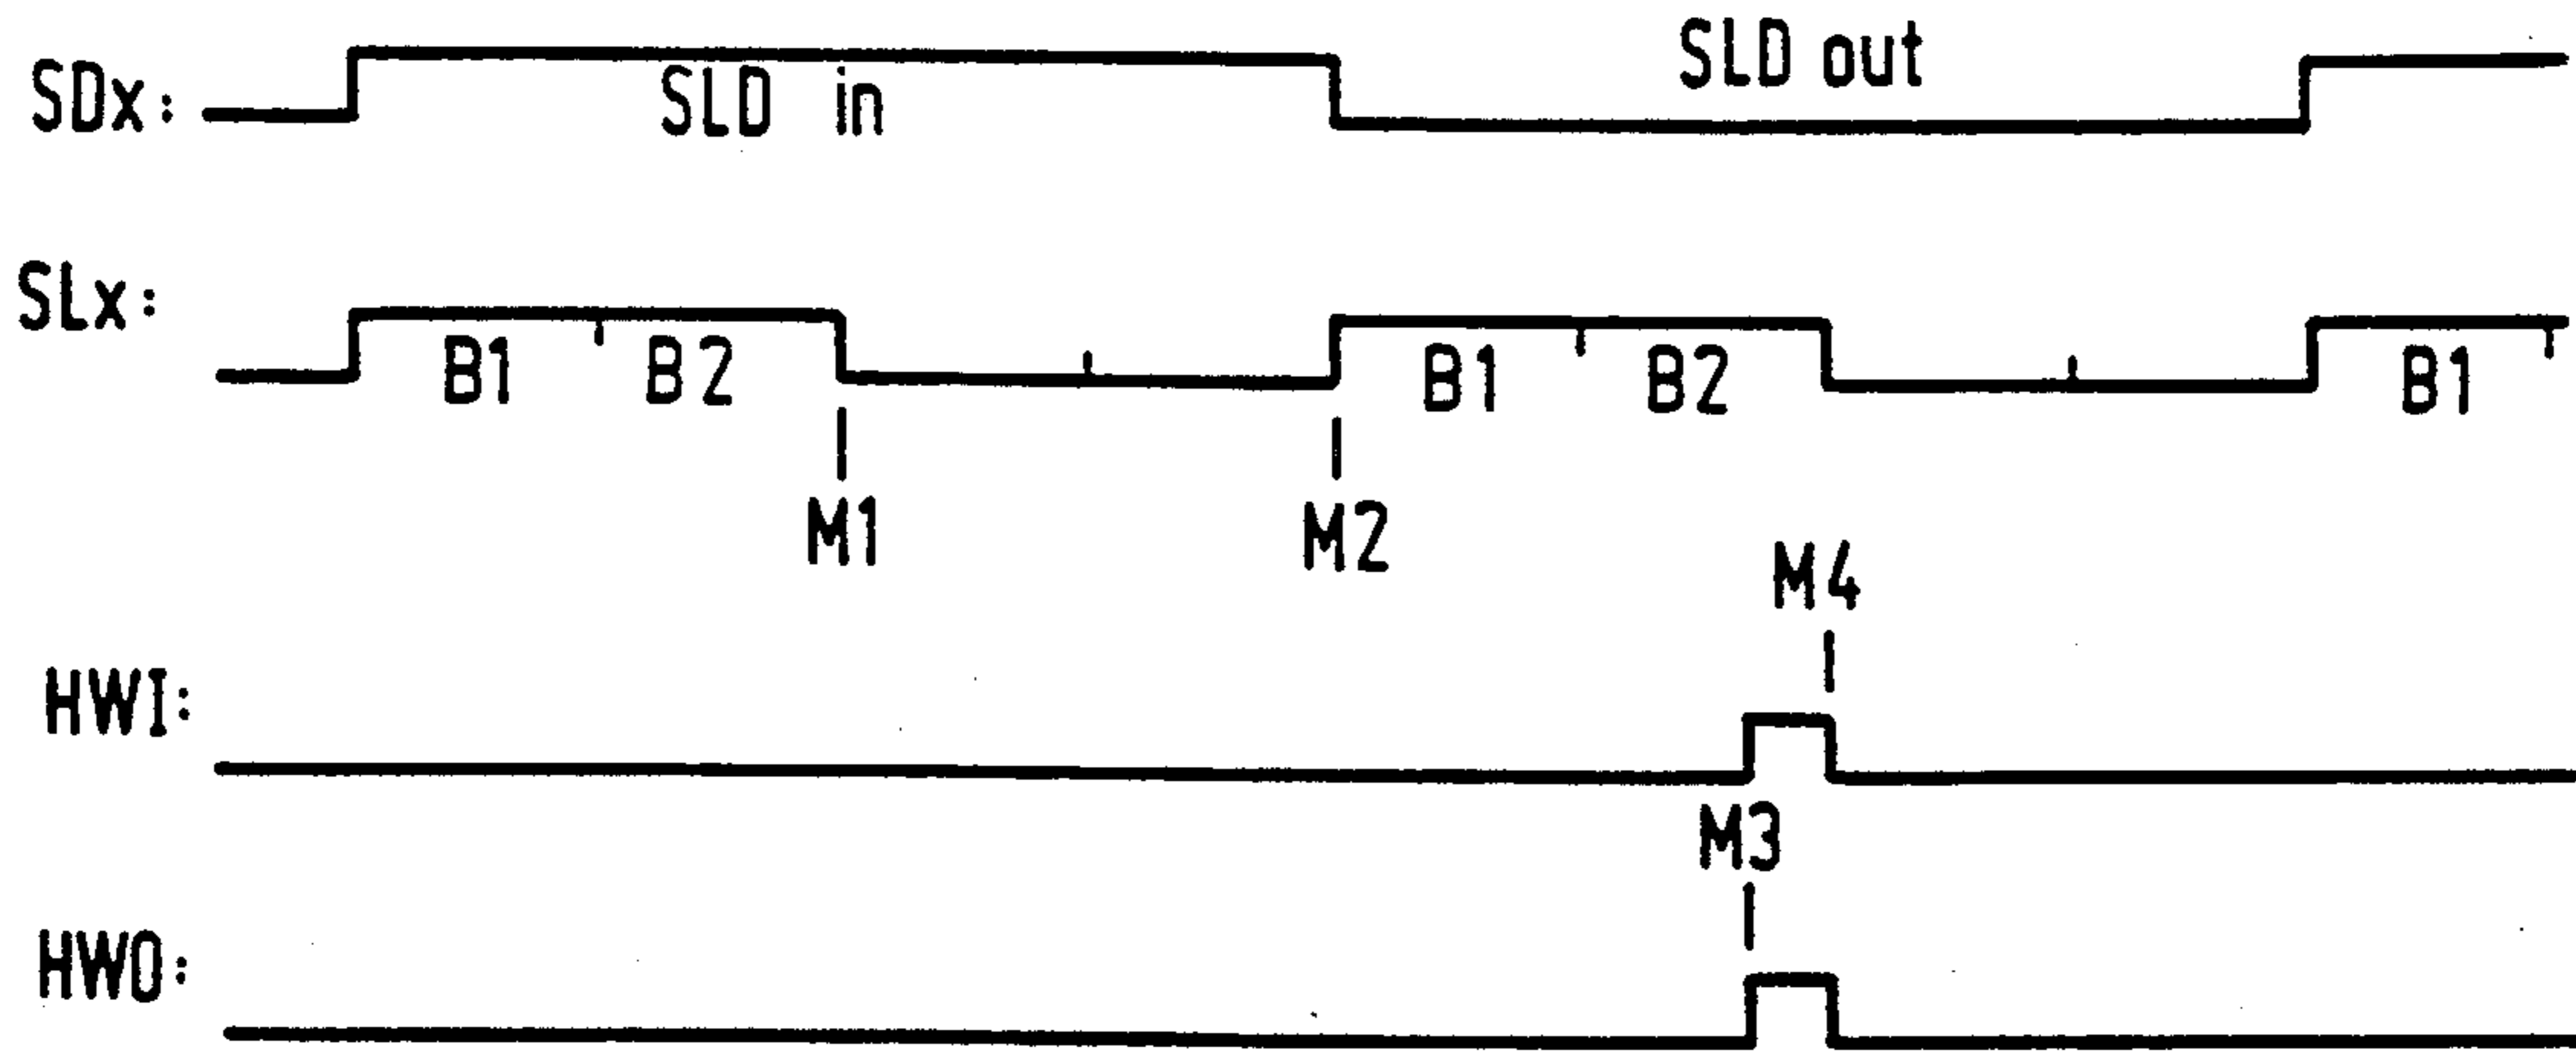 SDx: SLD in SLD out
SLx: B1 B2 B1 B2 B1
M1 M2
M4
HWI:
M3
HWO: